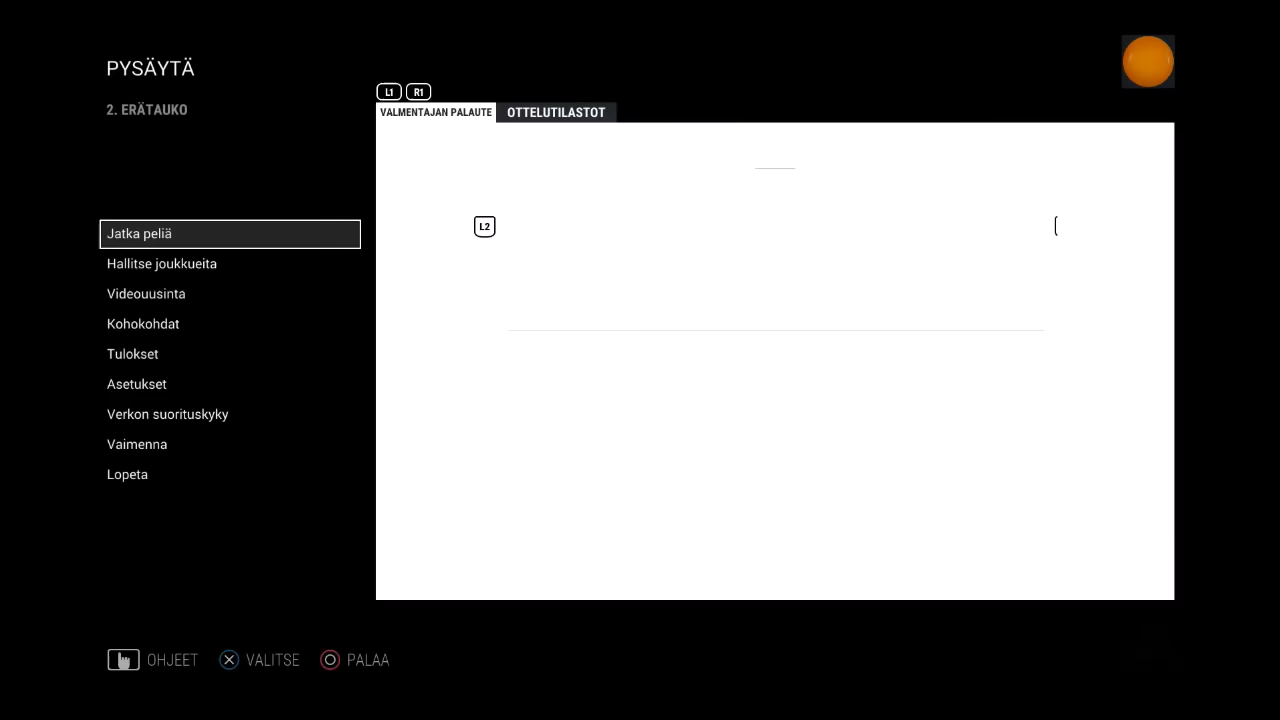 PYSÄYTÄ
2. ERÄTAUKO
L1 R1
VALMENTAJAN PALAUTE OTTELUTILASTOT
L2
Jatka peliä
Hallitse joukkueita
Videouusinta
Kohokohdat
Tulokset
Asetukset
Verkon suorituskyky
Vaimenna
Lopeta
OHJEET VALITSE PALAA